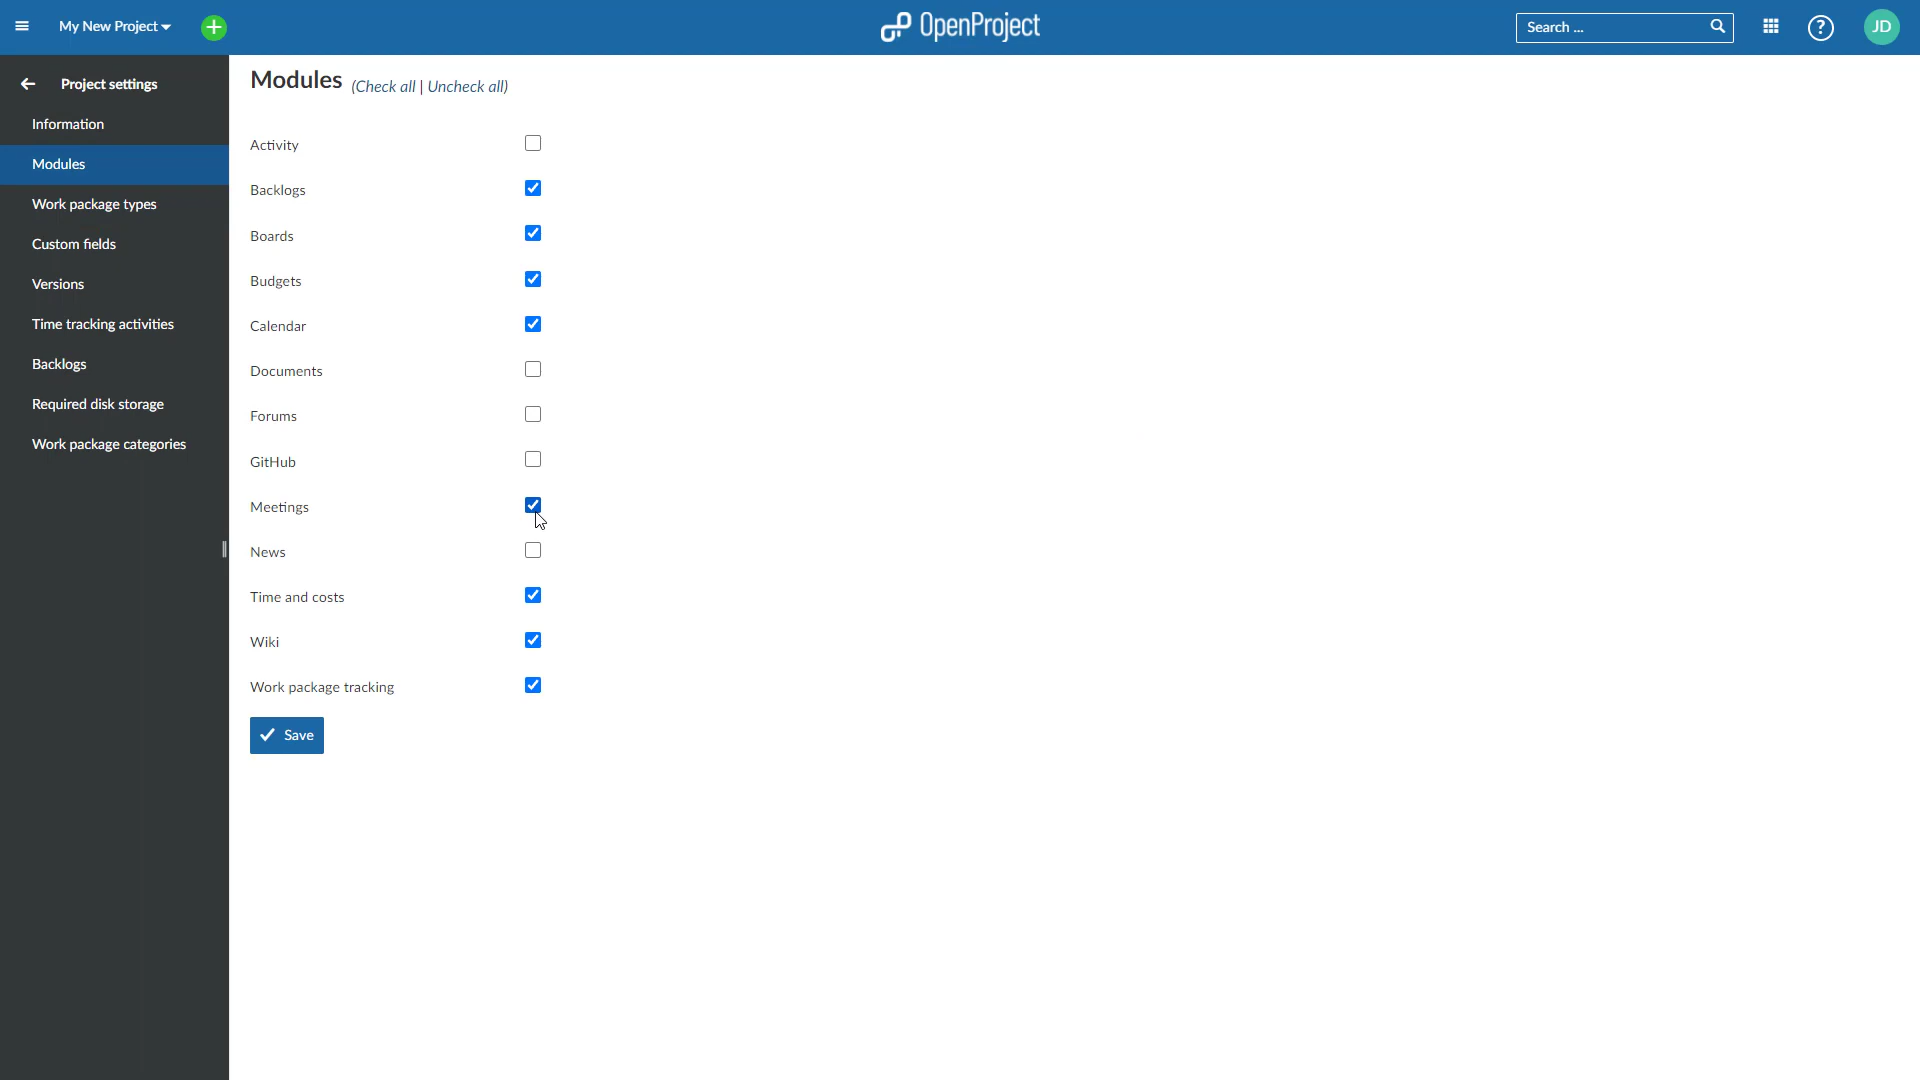 My New Project
OpenProject
Search ...
?
JD
Project settings
Information
Modules
Work package types
Custom fields
Versions
Time tracking activities
Backlogs
Required disk storage
Work package categories
Modules (Check all | Uncheck all)
Activity
Backlogs
Boards
Budgets
Calendar
Documents
Forums
GitHub
Meetings
News
Time and costs
Wiki
Work package tracking
Save